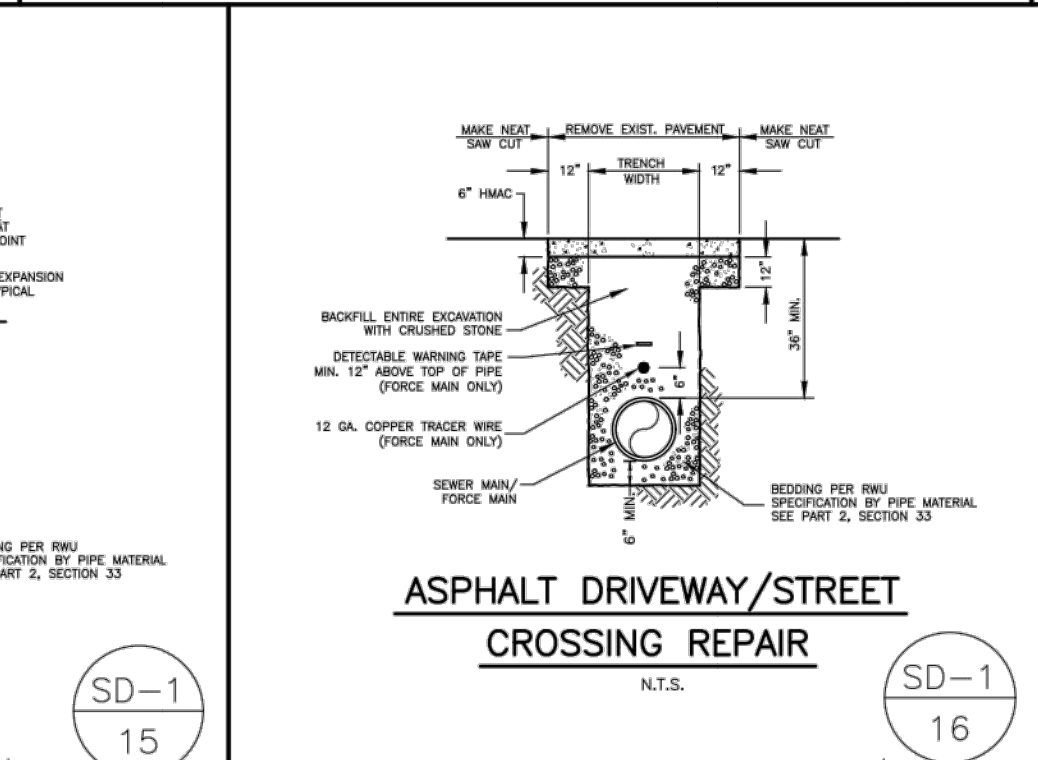 OINT
EXPANSION
PICAL
NG PER RWU
FICATION BY PIPE MATERIAL
ART 2, SECTION 33
SD-1
15
MAKE NEAT
SAW CUT
REMOVE EXIST. PAVEMENT
MAKE NEAT
SAW CUT
12"
TRENCH
WIDTH
12"
6" HMAC
12"
36" MIN.
BACKFILL ENTIRE EXCAVATION
WITH CRUSHED STONE
DETECTABLE WARNING TAPE
MIN. 12" ABOVE TOP OF PIPE
(FORCE MAIN ONLY)
6"
12 GA. COPPER TRACER WIRE
(FORCE MAIN ONLY)
SEWER MAIN/
FORCE MAIN
6" MIN.
BEDDING PER RWU
SPECIFICATION BY PIPE MATERIAL
SEE PART 2, SECTION 33
ASPHALT DRIVEWAY/STREET
CROSSING REPAIR
N.T.S.
SD-1
16